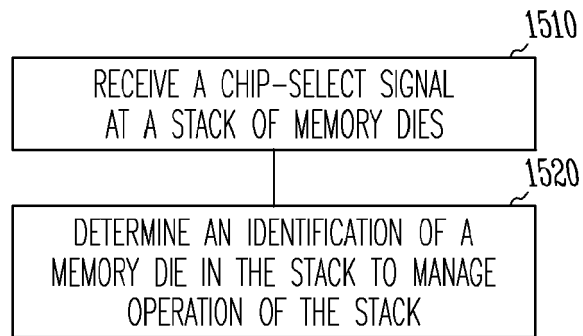 1510
RECEIVE A CHIP-SELECT SIGNAL
AT A STACK OF MEMORY DIES
1520
DETERMINE AN IDENTIFICATION OF A
MEMORY DIE IN THE STACK TO MANAGE
OPERATION OF THE STACK